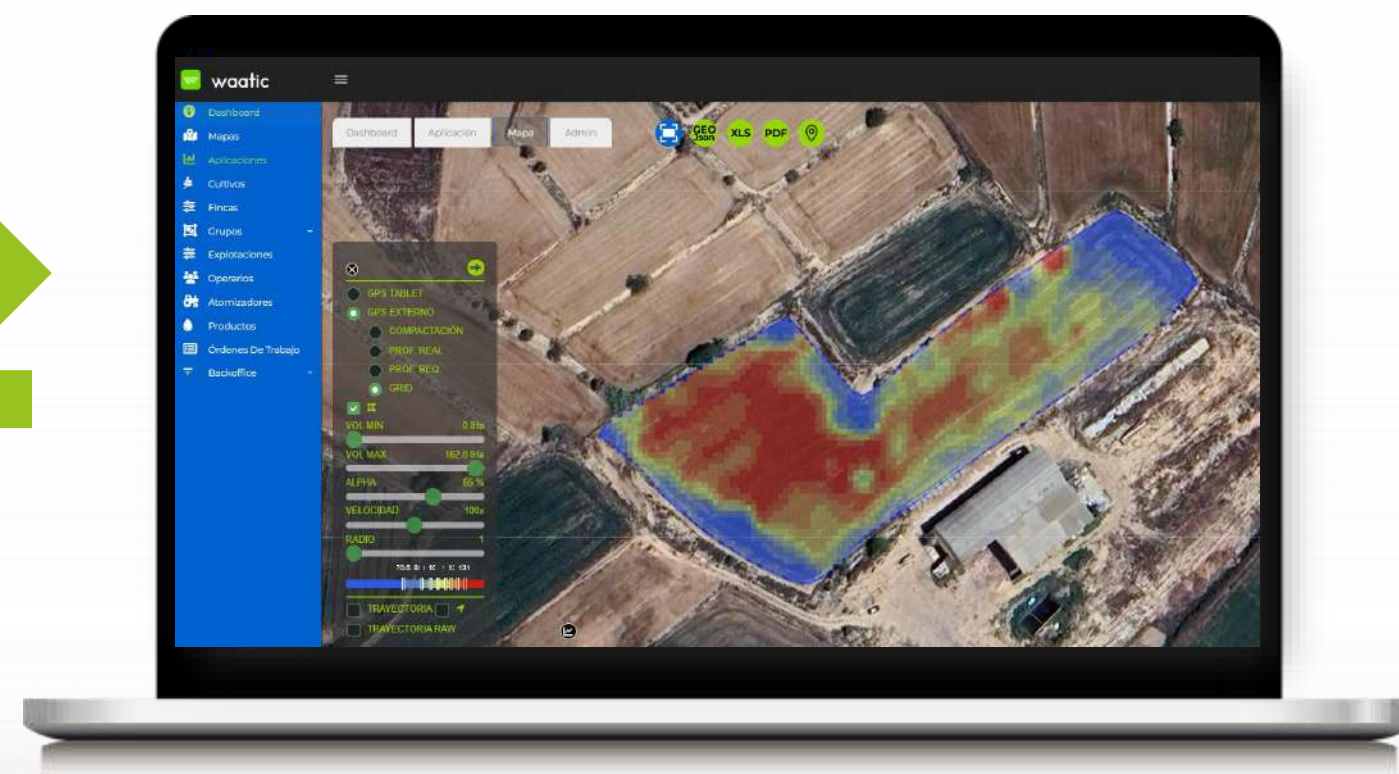 waatic
Dashboard
Mapas
Aplicaciones
Cultivos
Fincas
Grupos
Explotaciones
Operarios
Atomizadores
Productos
Órdenes De Trabajo
Backoffice
Dashboard Aplicación Mapa Admin
GEO Json XLS PDF
GPS TABLET
GPS EXTERNO
COMPACTACIÓN
PROF. REAL
PROF. REQ
GRID
VOL MIN
VOL MAX
ALPHA
VELOCIDAD 100x
RADIO 1
TRAYECTORIA
TRAYECTORIA RAW